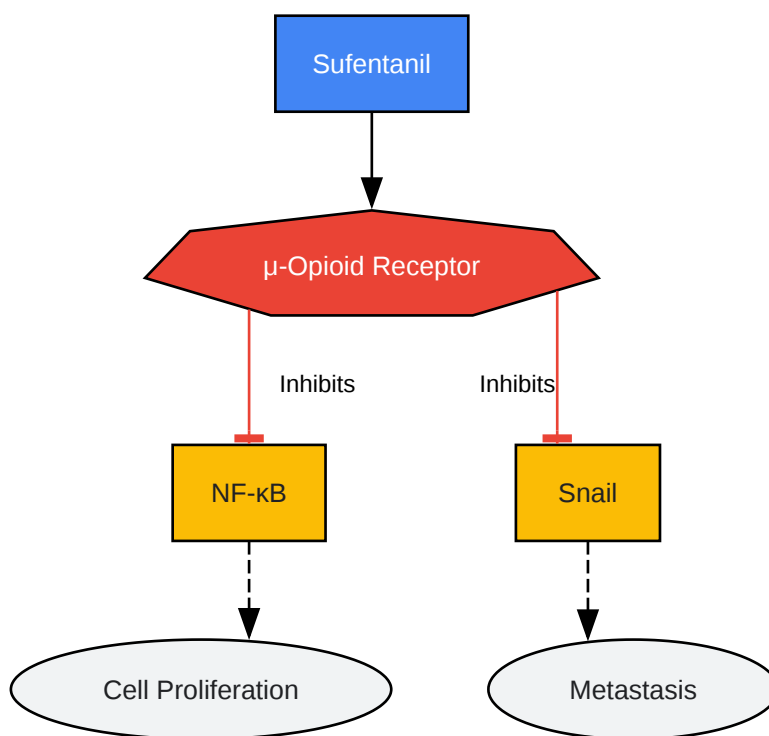 Sufentanil
μ-Opioid Receptor
Inhibits
Inhibits
NF-κB
Snail
Cell Proliferation
Metastasis